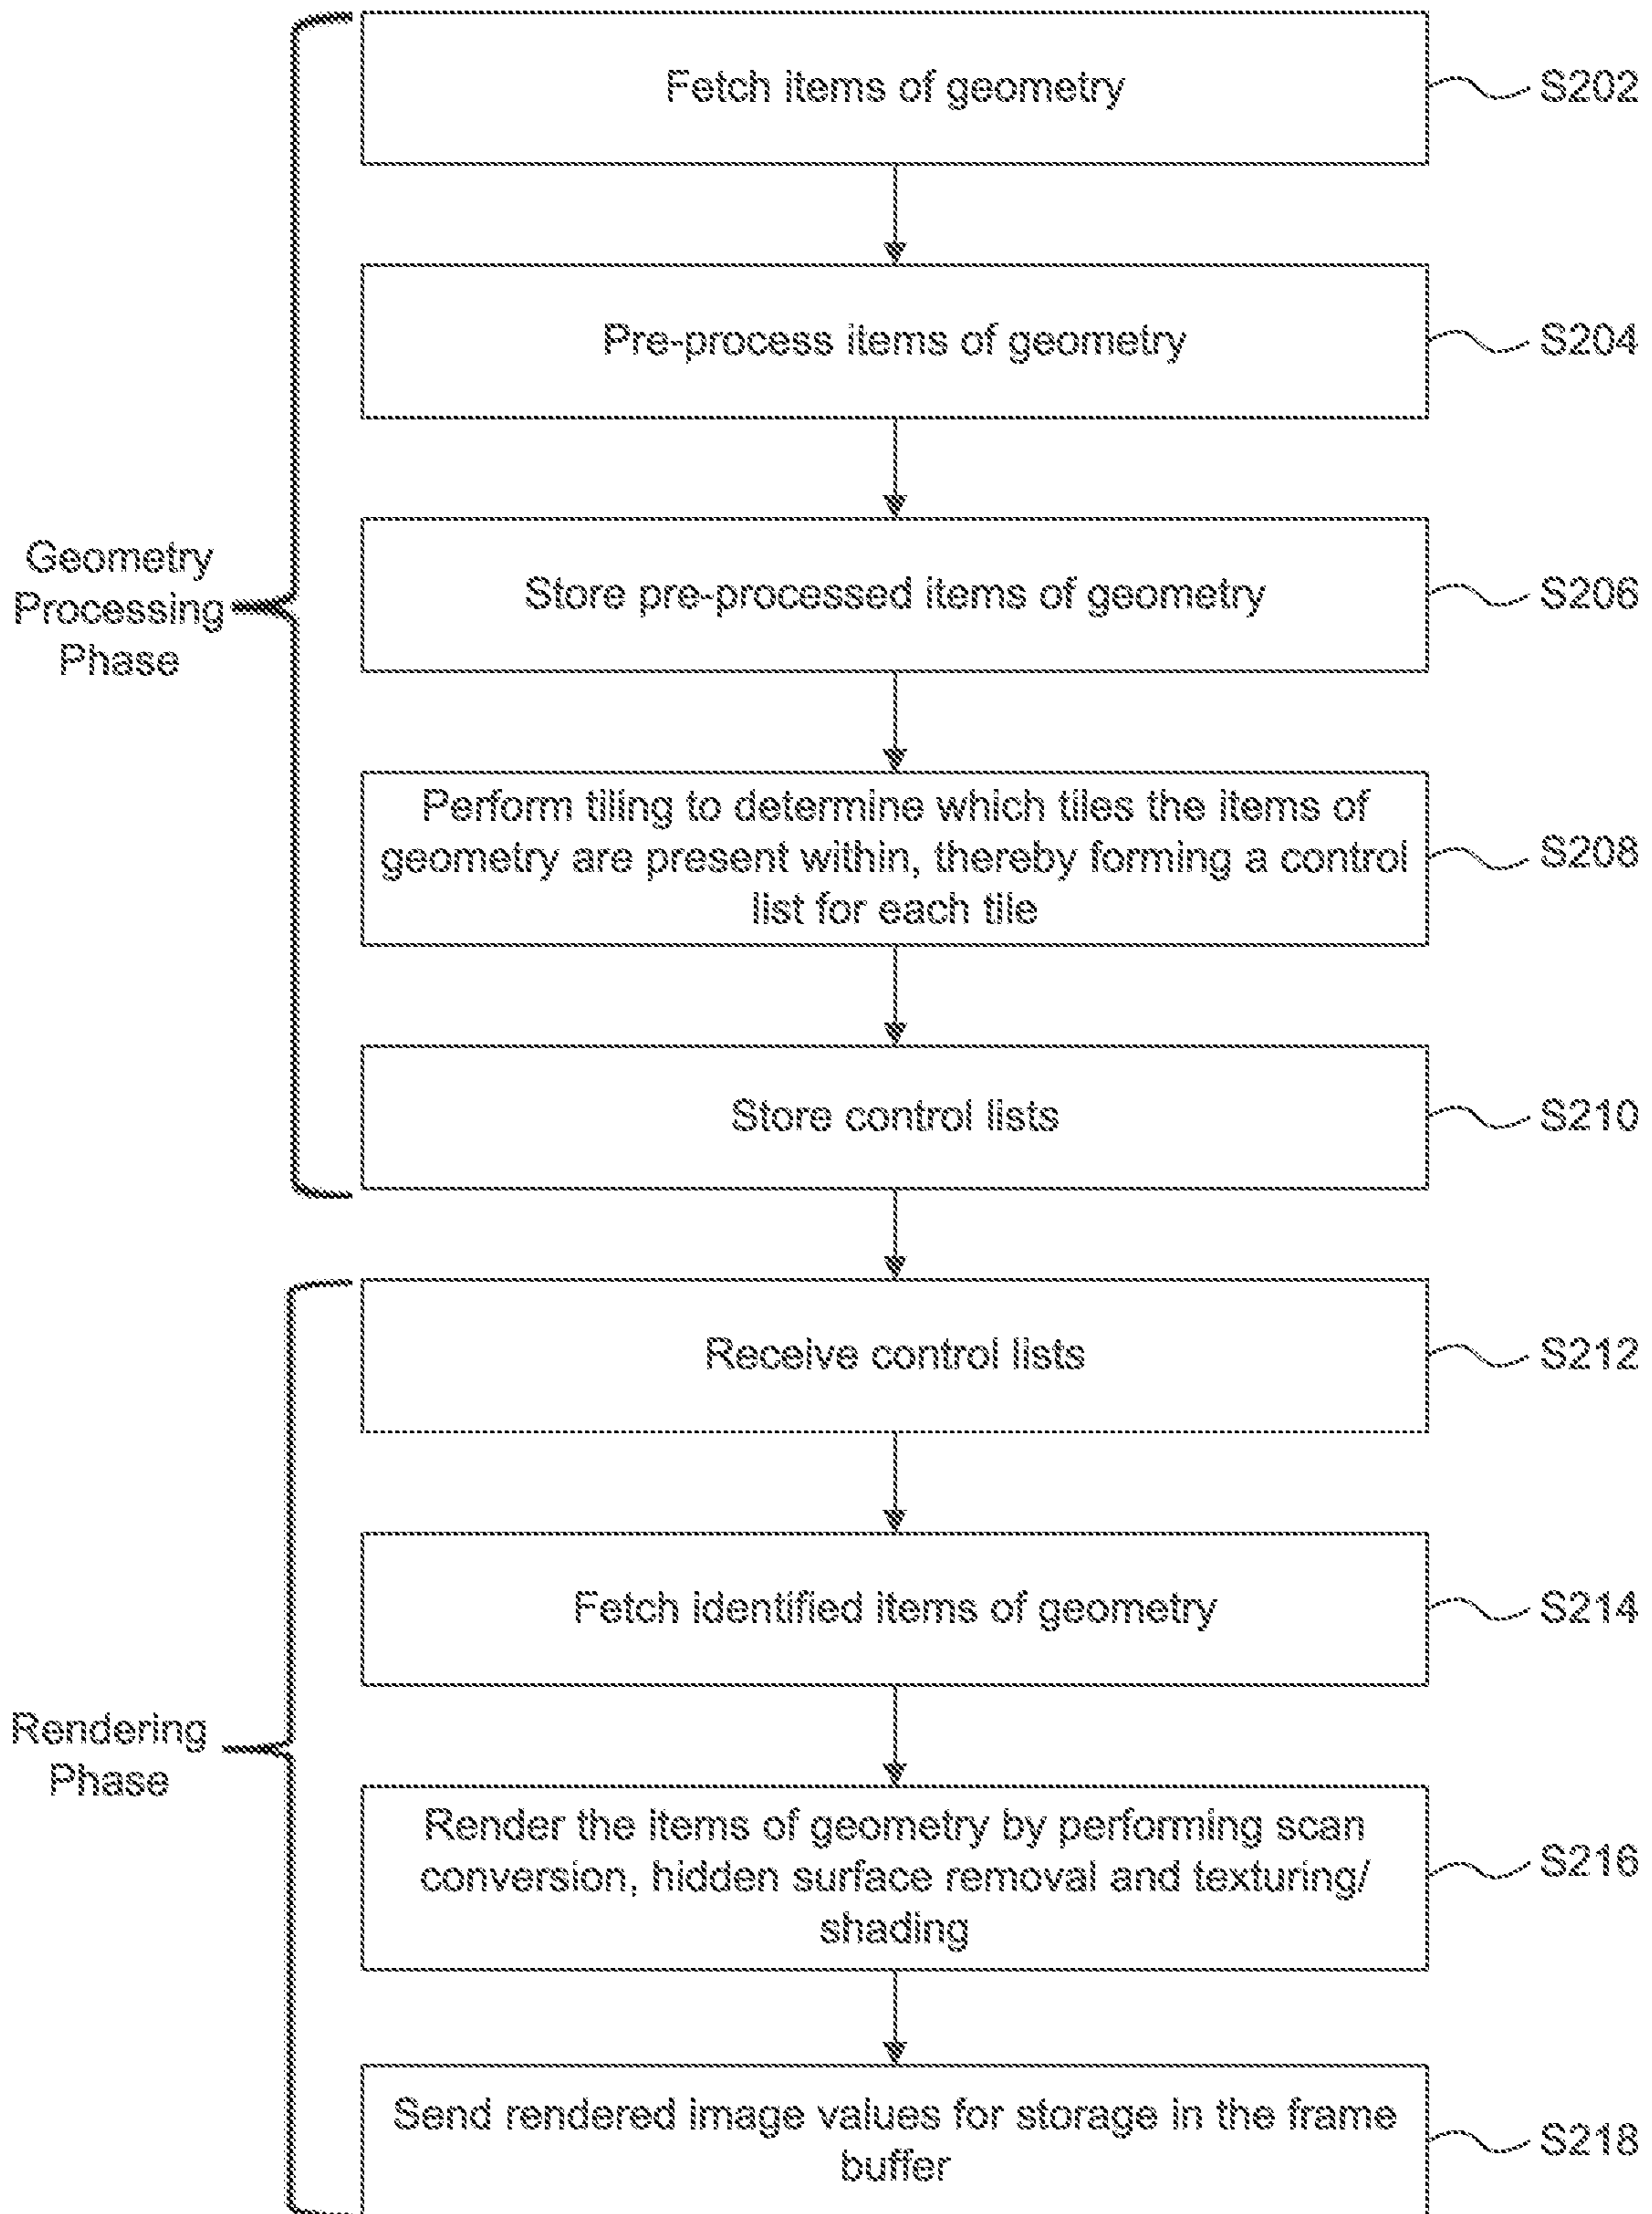 Fetch items of geometry
S202
Pre-process items of geometry
S204
Geometry
Processing
Phase
Store pre-processed items of geometry
S206
Perform tiling to determine which tiles the items of
geometry are present within, thereby forming a control
list for each tile
S208
Store control lists
S210
Receive control lists
S212
Fetch identified items of geometry
S214
Rendering
Phase
Render the items of geometry by performing scan
conversion, hidden surface removal and texturing/
shading
S216
Send rendered image values for storage in the frame
buffer
S218